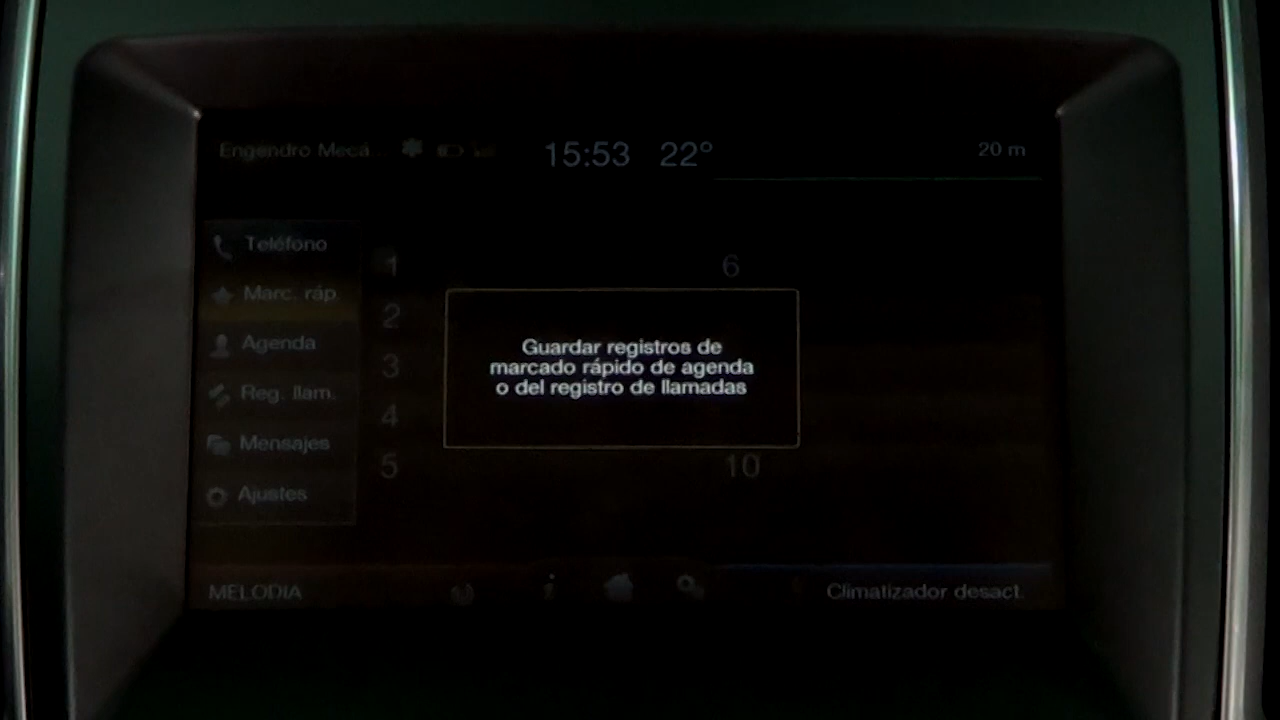 Engendro Mecá...
15:53 22°
20 m
Teléfono
Marc. ráp.
Agenda
Reg. llam.
Mensajes
Ajustes
1
2
3
4
5
6
10
Guardar registros de
marcado rápido de agenda
o del registro de llamadas
MELODIA
i
Climatizador desact.